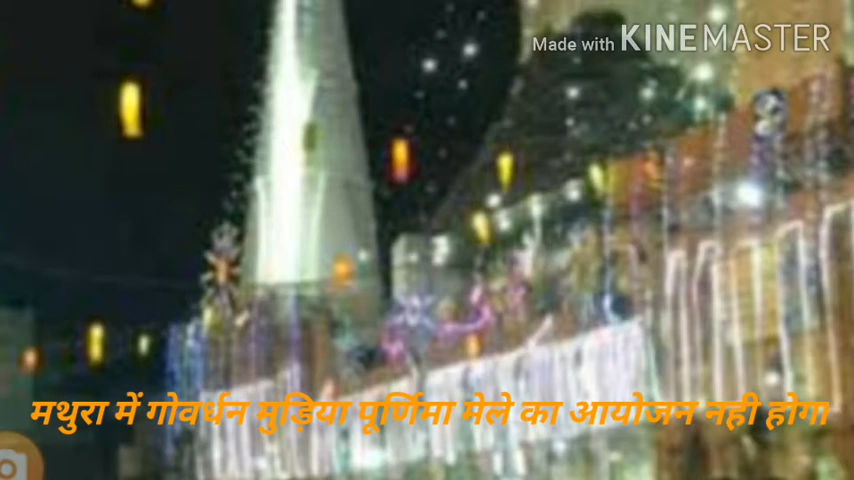 Made with KINEMASTER
मथुरा में गोवर्धन मुड़िया पूर्णिमा मेले का आयोजन नही होगा